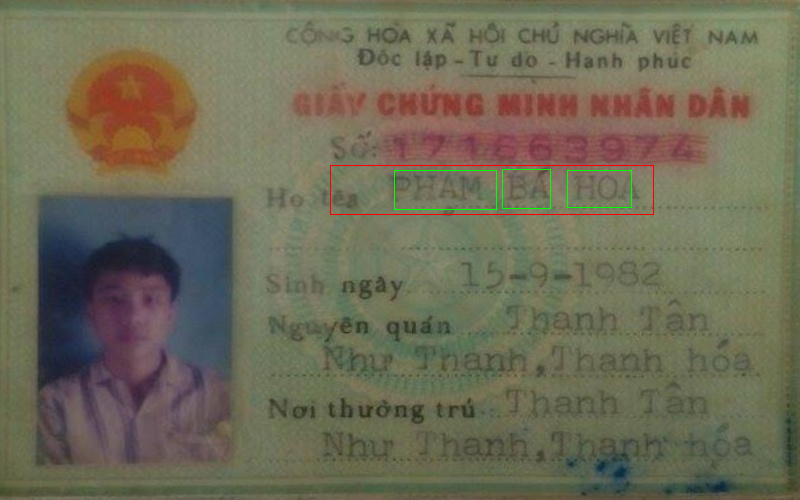 CỘNG HÒA XÃ HỘI CHỦ NGHĨA VIỆT NAM
Độc lập - Tự do - Hạnh phúc
GIẤY CHỨNG MINH NHÂN DÂN
Số: 171663974
Họ tên PHẠM BÁ HOA
Sinh ngày 15-9-1982
Nguyên quán Thanh Tân
Như Thanh, Thanh hóa
Nơi thường trú Thanh Tân
Như Thanh, Thanh hóa